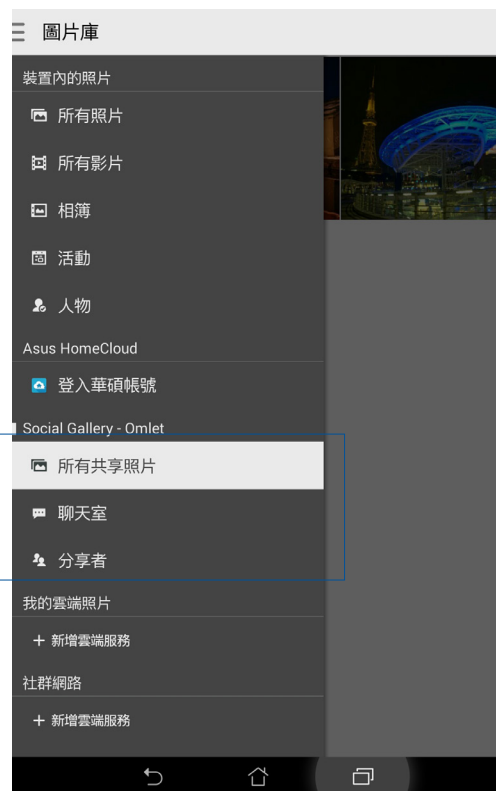 圖片庫
裝置內的照片
所有照片
所有影片
相簿
活動
人物
Asus HomeCloud
登入華碩帳號
Social Gallery - Omlet
所有共享照片
聊天室
分享者
我的雲端照片
+ 新增雲端服務
社群網路
+ 新增雲端服務